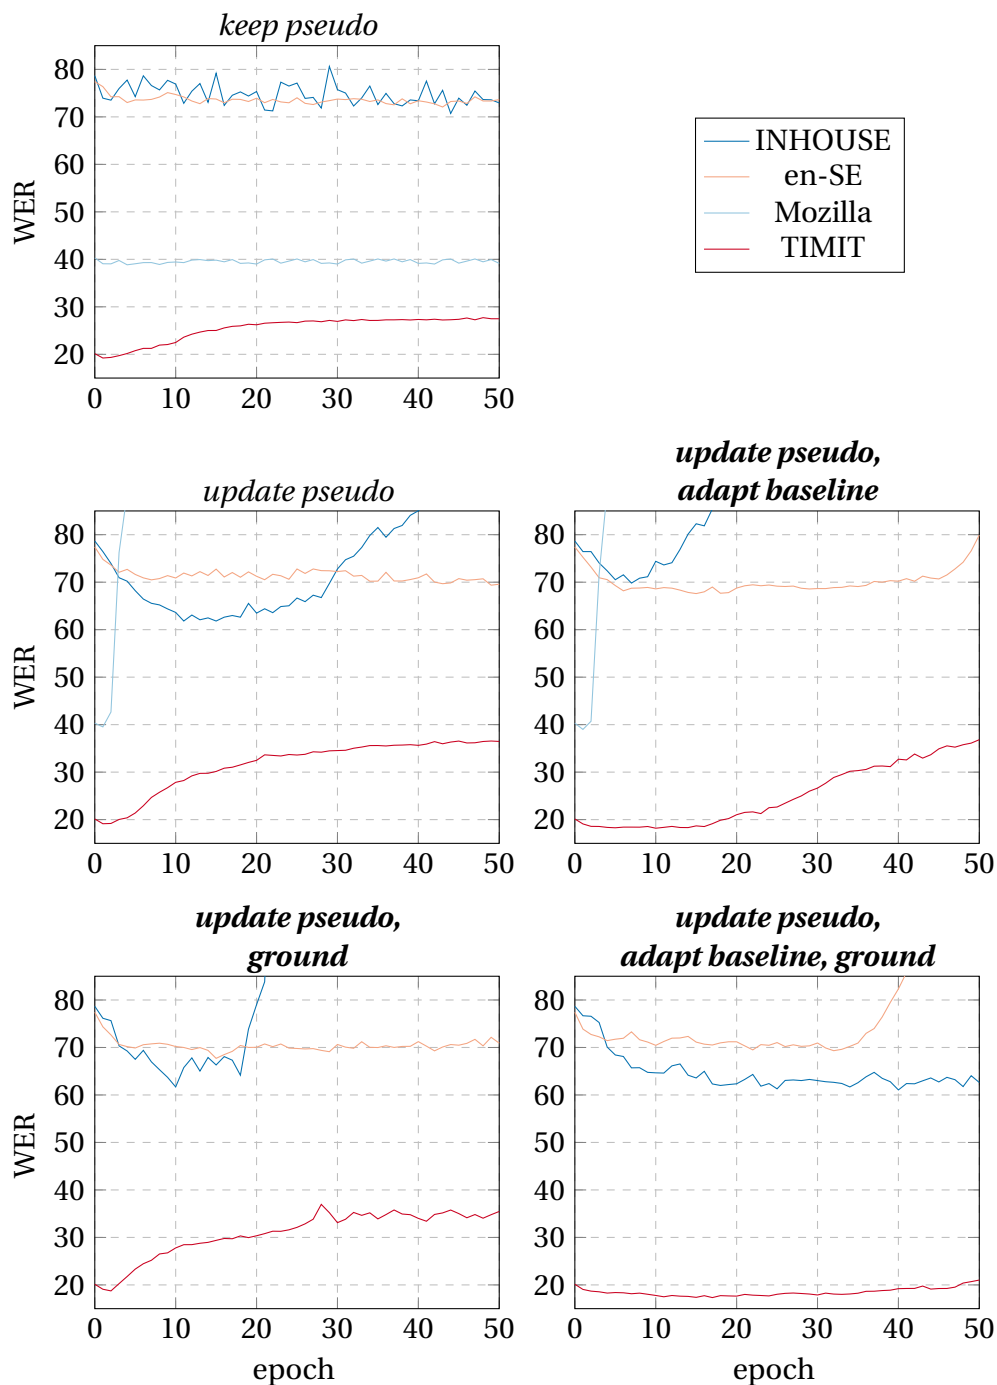 keep pseudo
80
70
60
50
40
30
20
WER
0 10 20 30 40 50
INHOUSE
en-SE
Mozilla
TIMIT
update pseudo
80
70
60
50
40
30
20
WER
0 10 20 30 40 50
update pseudo,
adapt baseline
80
70
60
50
40
30
20
0 10 20 30 40 50
update pseudo,
ground
80
70
60
50
40
30
20
WER
0 10 20 30 40 50
epoch
update pseudo,
adapt baseline, ground
80
70
60
50
40
30
20
0 10 20 30 40 50
epoch